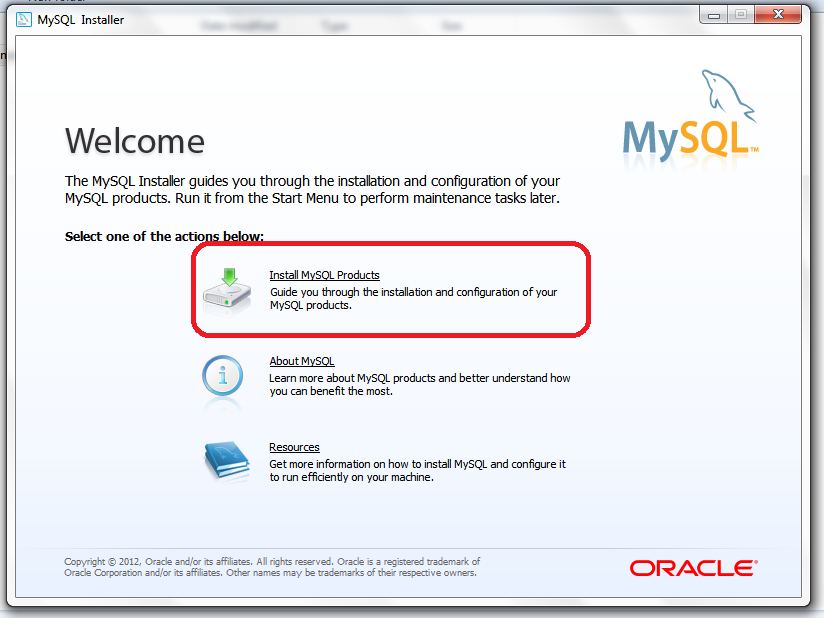 MySQL Installer
MySQL™
Welcome
The MySQL Installer guides you through the installation and configuration of your
MySQL products. Run it from the Start Menu to perform maintenance tasks later.
Select one of the actions below:
Install MySQL Products
Guide you through the installation and configuration of your
MySQL products.
About MySQL
Learn more about MySQL products and better understand how
you can benefit the most.
Resources
Get more information on how to install MySQL and configure it
to run efficiently on your machine.
Copyright © 2012, Oracle and/or its affiliates. All rights reserved. Oracle is a registered trademark of
Oracle Corporation and/or its affiliates. Other names may be trademarks of their respective owners.
ORACLE®